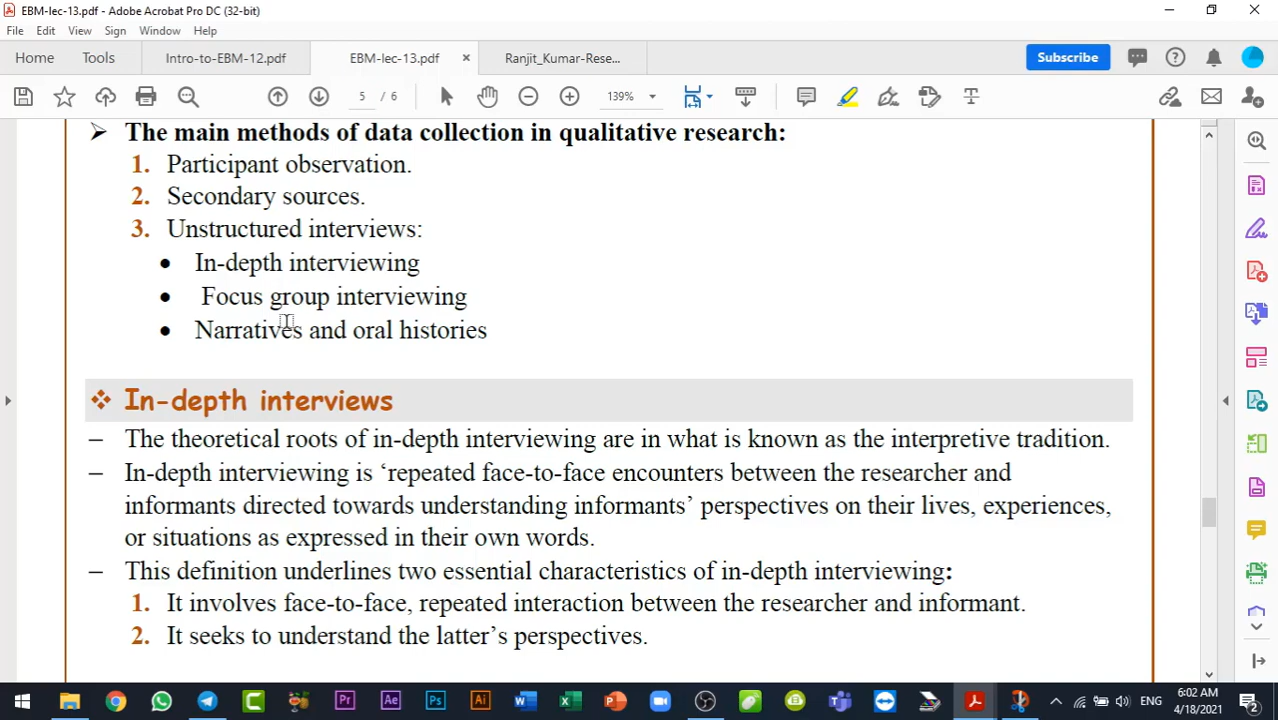 EBM-lec-13.pdf - Adobe Acrobat Pro DC (32-bit)
File Edit View Sign Window Help
Home Tools Intro-to-EBM-12.pdf EBM-lec-13.pdf × Ranjit_Kumar-Rese... Subscribe
5 / 6 139%
➢ The main methods of data collection in qualitative research:
1. Participant observation.
2. Secondary sources.
3. Unstructured interviews:
• In-depth interviewing
• Focus group interviewing
• Narratives and oral histories
❖ In-depth interviews
– The theoretical roots of in-depth interviewing are in what is known as the interpretive tradition.
– In-depth interviewing is ‘repeated face-to-face encounters between the researcher and
informants directed towards understanding informants’ perspectives on their lives, experiences,
or situations as expressed in their own words.
– This definition underlines two essential characteristics of in-depth interviewing:
1. It involves face-to-face, repeated interaction between the researcher and informant.
2. It seeks to understand the latter’s perspectives.
Pr Ae Ps Ai ENG 6:02 AM
4/18/2021 2